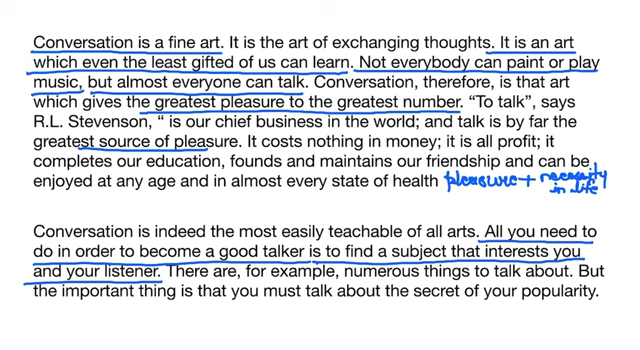 Conversation is a fine art. It is the art of exchanging thoughts. It is an art
which even the least gifted of us can learn. Not everybody can paint or play
music, but almost everyone can talk. Conversation, therefore, is that art
which gives the greatest pleasure to the greatest number. “To talk”, says
R.L. Stevenson, “ is our chief business in the world; and talk is by far the
greatest source of pleasure. It costs nothing in money; it is all profit; it
completes our education, founds and maintains our friendship and can be
enjoyed at any age and in almost every state of health pleasure + necessity
in life
Conversation is indeed the most easily teachable of all arts. All you need to
do in order to become a good talker is to find a subject that interests you
and your listener. There are, for example, numerous things to talk about. But
the important thing is that you must talk about the secret of your popularity.